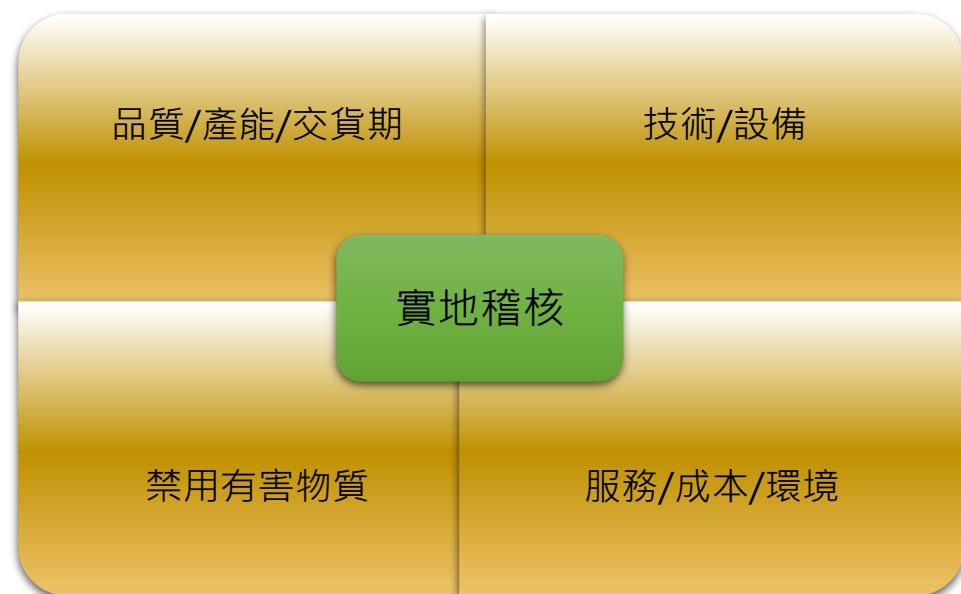 品質/產能/交貨期
技術/設備
實地稽核
禁用有害物質
服務/成本/環境